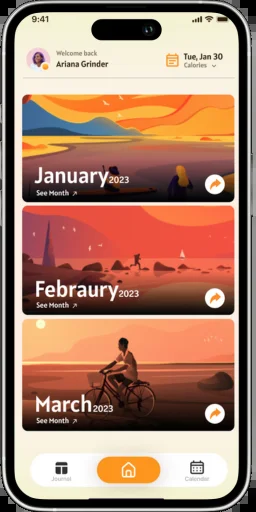 9:41
Welcome back
Ariana Grinder
Tue, Jan 30
Calories
January 2023
See Month ↗
Febraury 2023
See Month ↗
March 2023
See Month ↗
Journal
Calendar